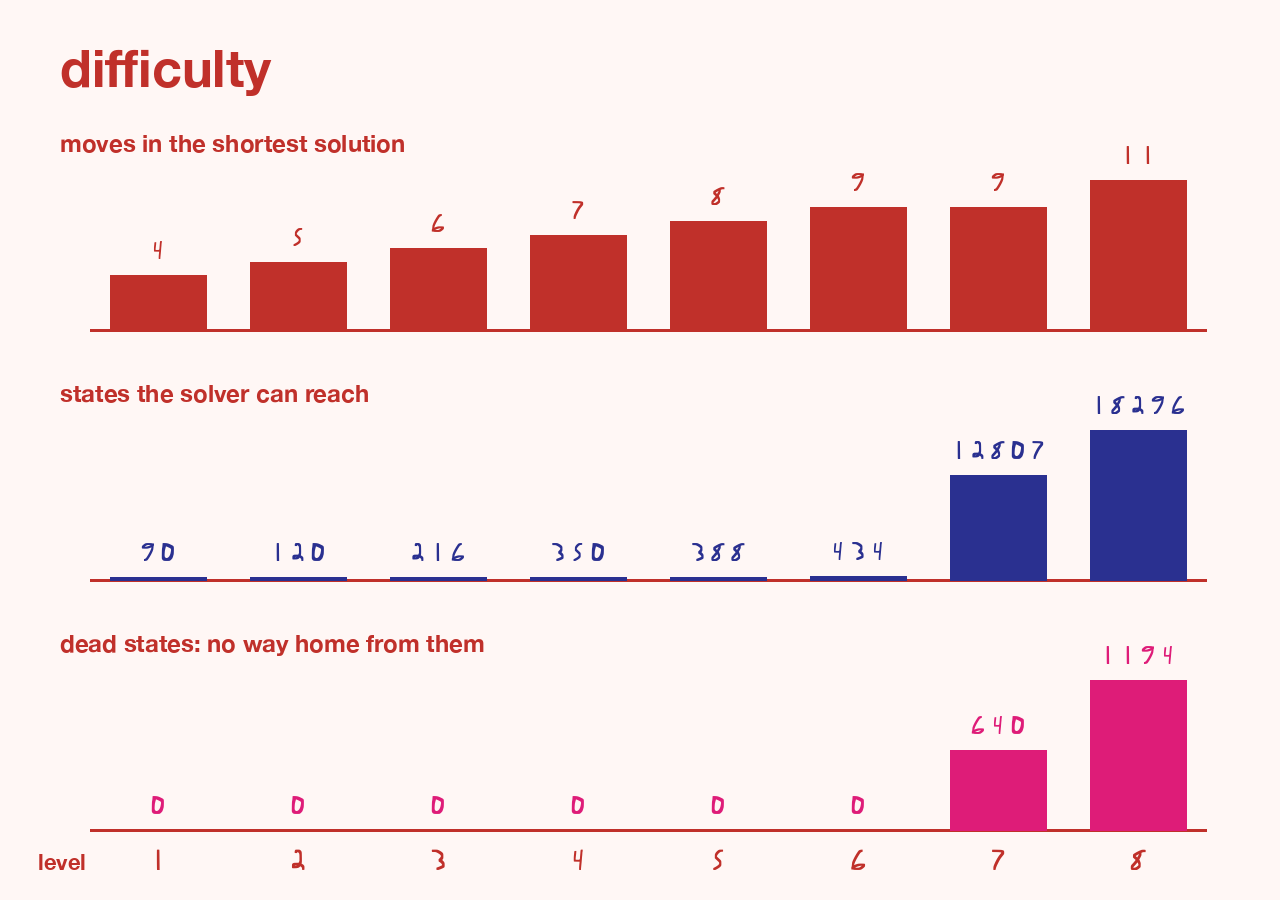 difficulty
moves in the shortest solution
4 5 6 7 8 9 9 11
states the solver can reach
90 120 216 350 388 434 12807 18296
dead states: no way home from them
0 0 0 0 0 0 640 1194
level 1 2 3 4 5 6 7 8